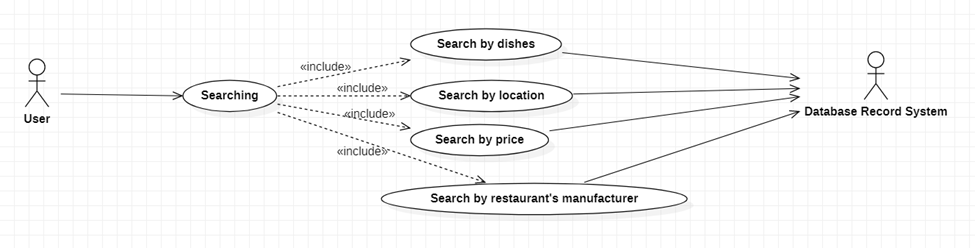 Search by dishes
«include»
User
Searching
«include»
Search by location
Database Record System
«include»
Search by price
«include»
Search by restaurant's manufacturer